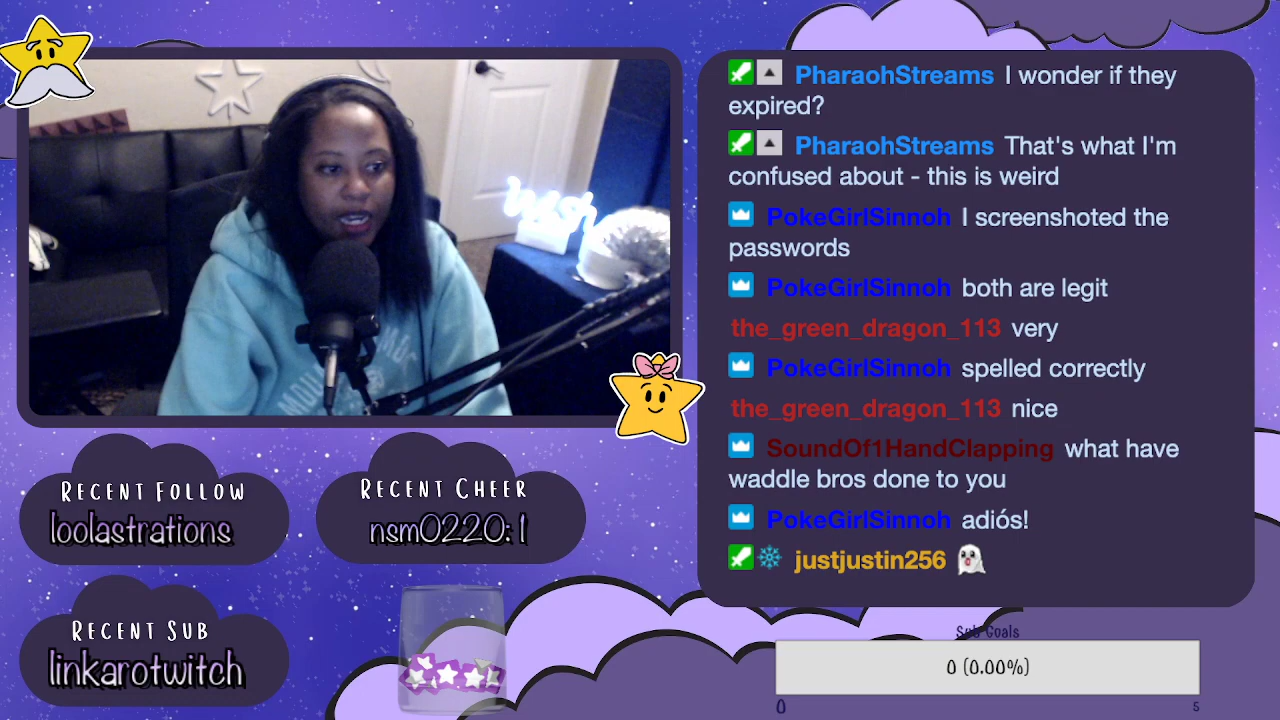 PharaohStreams I wonder if they
expired?
PharaohStreams That's what I'm
confused about - this is weird
PokeGirlSinnoh I screenshoted the
passwords
PokeGirlSinnoh both are legit
the_green_dragon_113 very
PokeGirlSinnoh spelled correctly
the_green_dragon_113 nice
SoundOf1HandClapping what have
waddle bros done to you
PokeGirlSinnoh adiós!
justjustin256
wish
RECENT FOLLOW
loolastrations
RECENT CHEER
nsm0220: 1
RECENT SUB
linkarotwitch
Sub Goals
0 (0.00%)
0
5